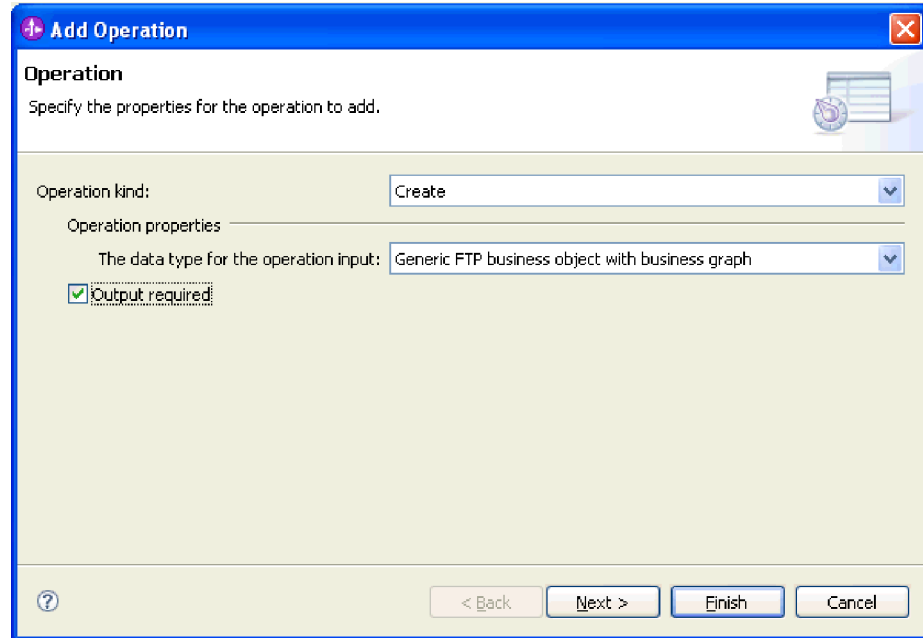 Add Operation
Operation
Specify the properties for the operation to add.
Operation kind: Create
Operation properties
The data type for the operation input: Generic FTP business object with business graph
Output required
?
< Back Next > Finish Cancel